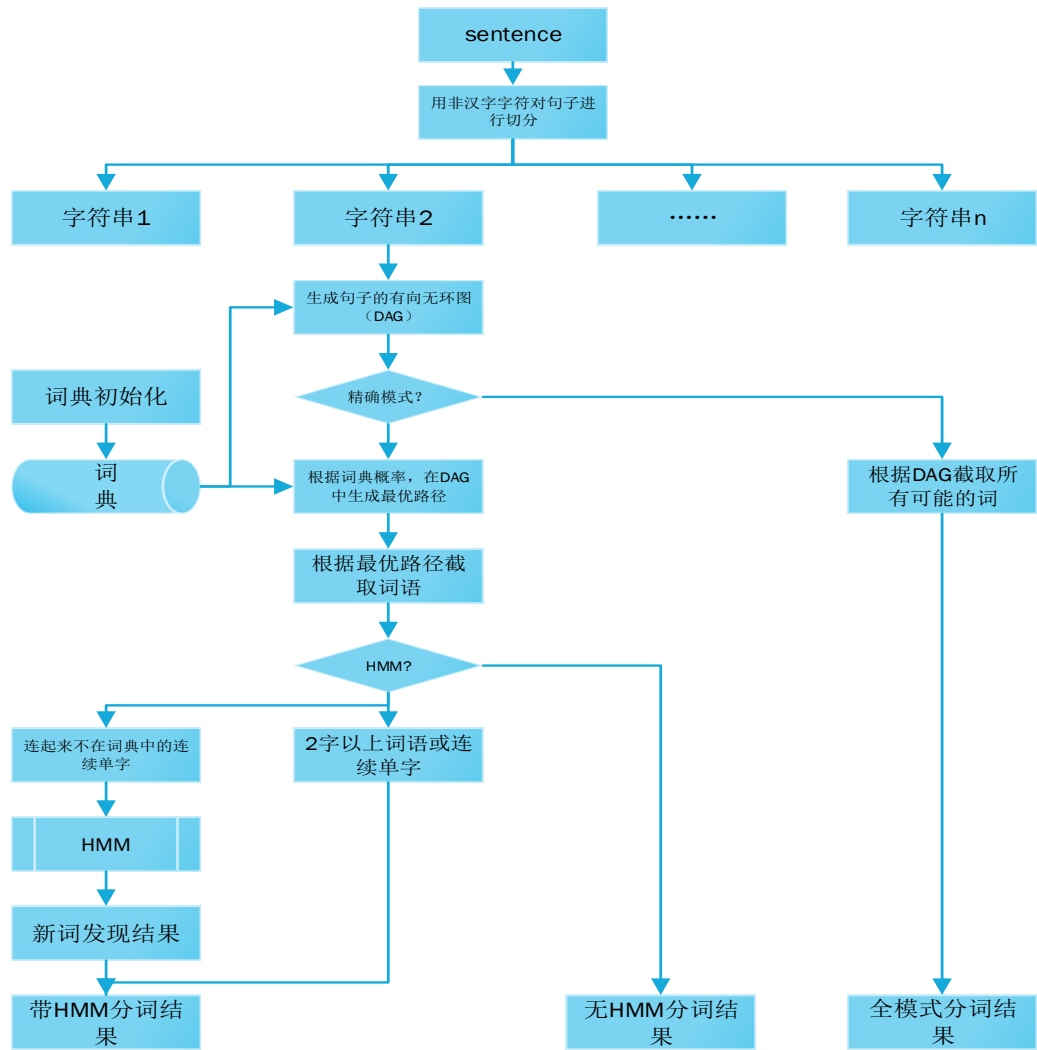 sentence
用非汉字字符对句子进
行切分
字符串1
字符串2
……
字符串n
生成句子的有向无环图
（DAG）
词典初始化
精确模式？
词
典
根据词典概率，在DAG
中生成最优路径
根据DAG截取所
有可能的词
根据最优路径截
取词语
HMM?
连起来不在词典中的连
续单字
2字以上词语或连
续单字
HMM
新词发现结果
带HMM分词结
果
无HMM分词结
果
全模式分词结
果